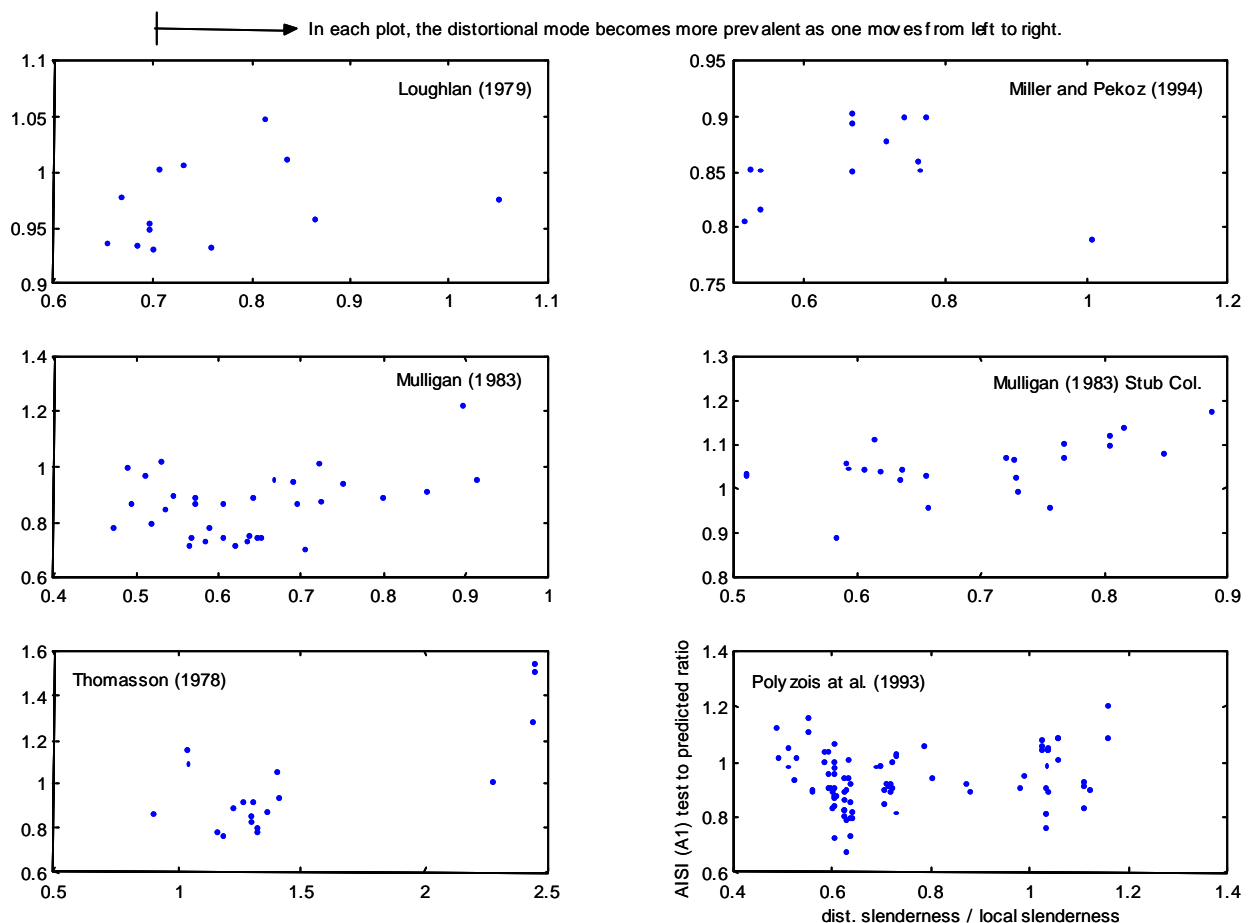 In each plot, the distortional mode becomes more prevalent as one moves from left to right.
1.1
1.05
1
0.95
0.9
0.6 0.7 0.8 0.9 1 1.1
Loughlan (1979)
0.95
0.9
0.85
0.8
0.75
0.6 0.8 1 1.2
Miller and Pekoz (1994)
1.4
1.2
1
0.8
0.6
0.4 0.5 0.6 0.7 0.8 0.9 1
Mulligan (1983)
1.3
1.2
1.1
1
0.9
0.8
0.5 0.6 0.7 0.8 0.9
Mulligan (1983) Stub Col.
1.6
1.4
1.2
1
0.8
0.6
0.5 1 1.5 2 2.5
Thomasson (1978)
AISI (A1) test to predicted ratio
1.4
1.2
1
0.8
0.6
0.4 0.6 0.8 1 1.2 1.4
Polyzois at al. (1993)
dist. slenderness / local slenderness